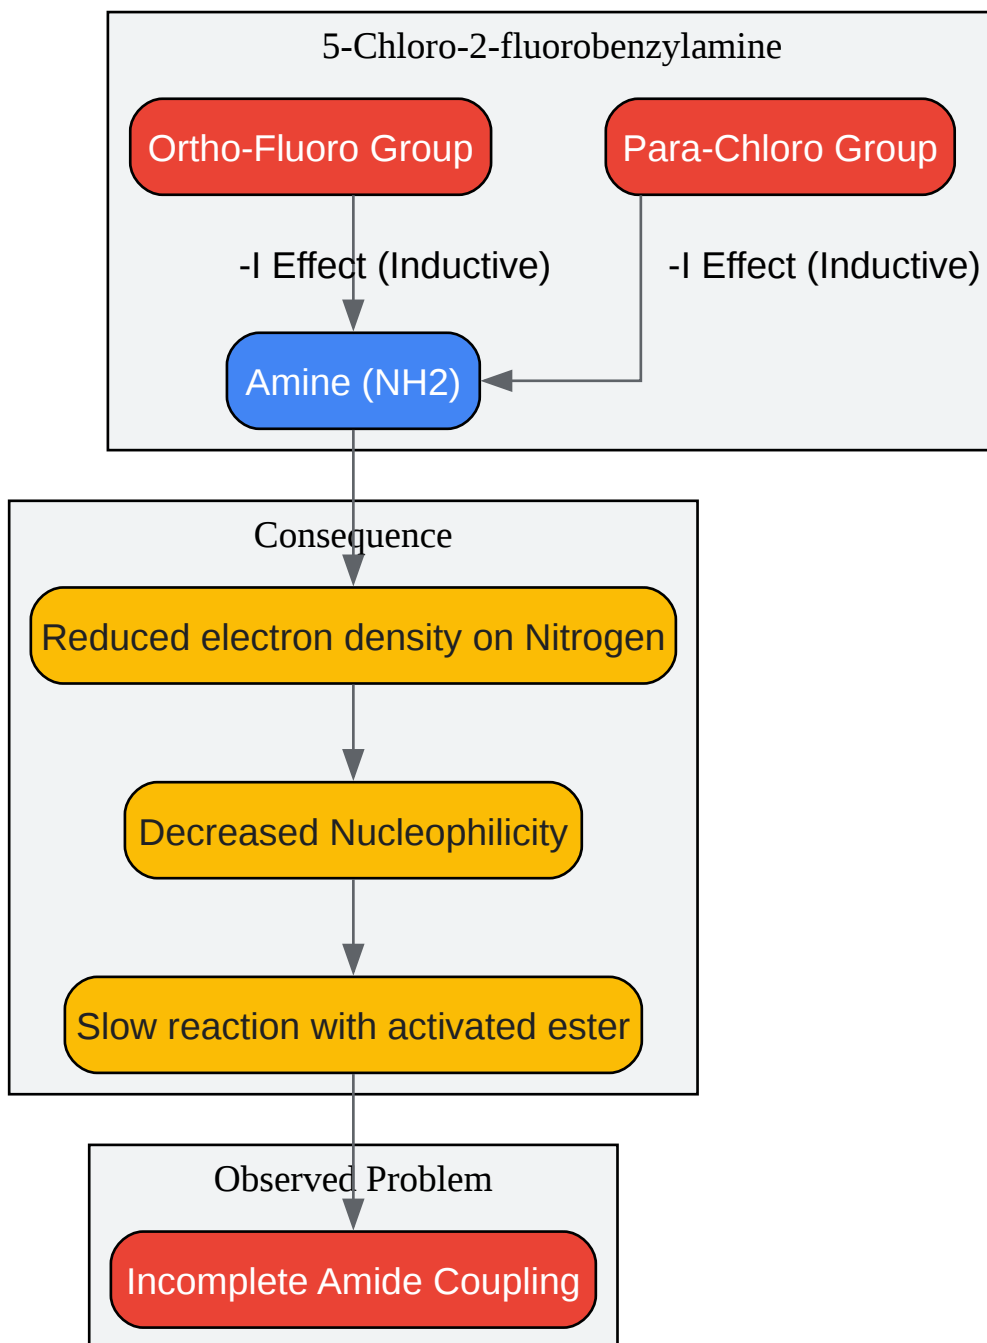 5-Chloro-2-fluorobenzylamine
Ortho-Fluoro Group
Para-Chloro Group
-I Effect (Inductive)
-I Effect (Inductive)
Amine (NH2)
Consequence
Reduced electron density on Nitrogen
Decreased Nucleophilicity
Slow reaction with activated ester
Observed Problem
Incomplete Amide Coupling